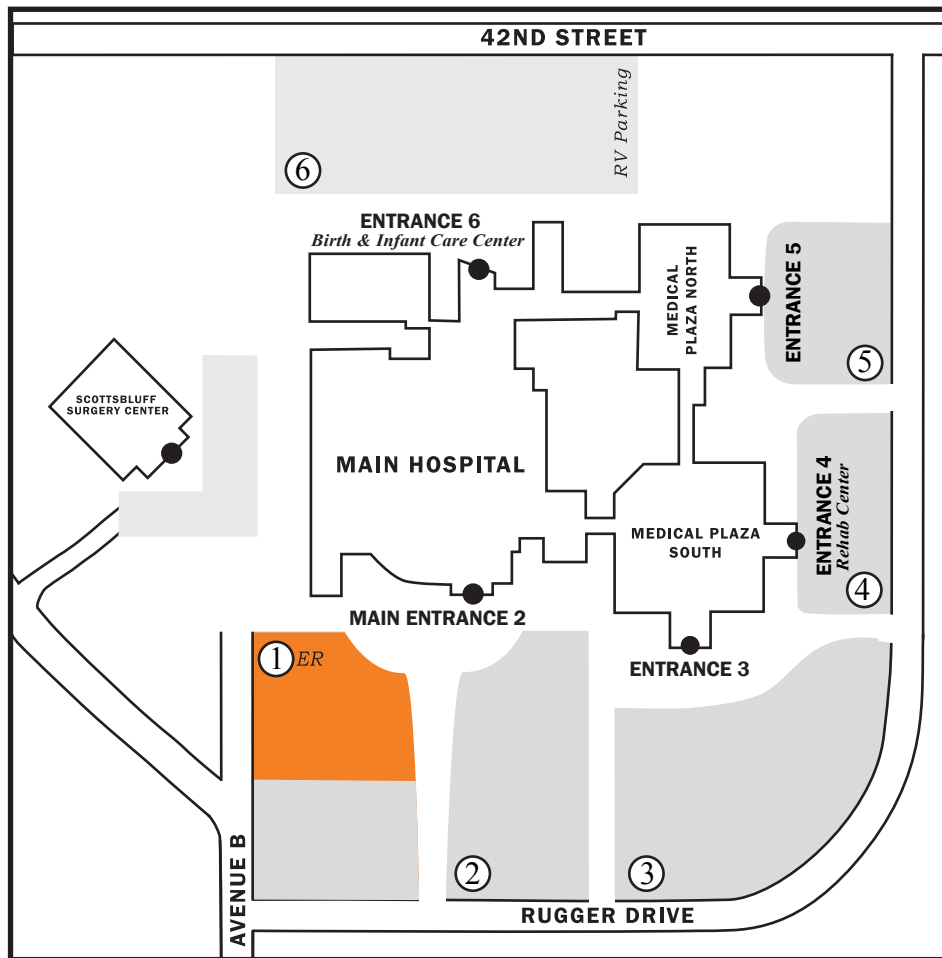 42ND STREET
RV Parking
6
ENTRANCE 6
Birth & Infant Care Center
MEDICAL
PLAZA NORTH
ENTRANCE 5
5
SCOTTSBLUFF
SURGERY CENTER
MAIN HOSPITAL
MEDICAL PLAZA
SOUTH
ENTRANCE 4
Rehab Center
4
MAIN ENTRANCE 2
1 ER
ENTRANCE 3
2
3
AVENUE B
RUGGER DRIVE